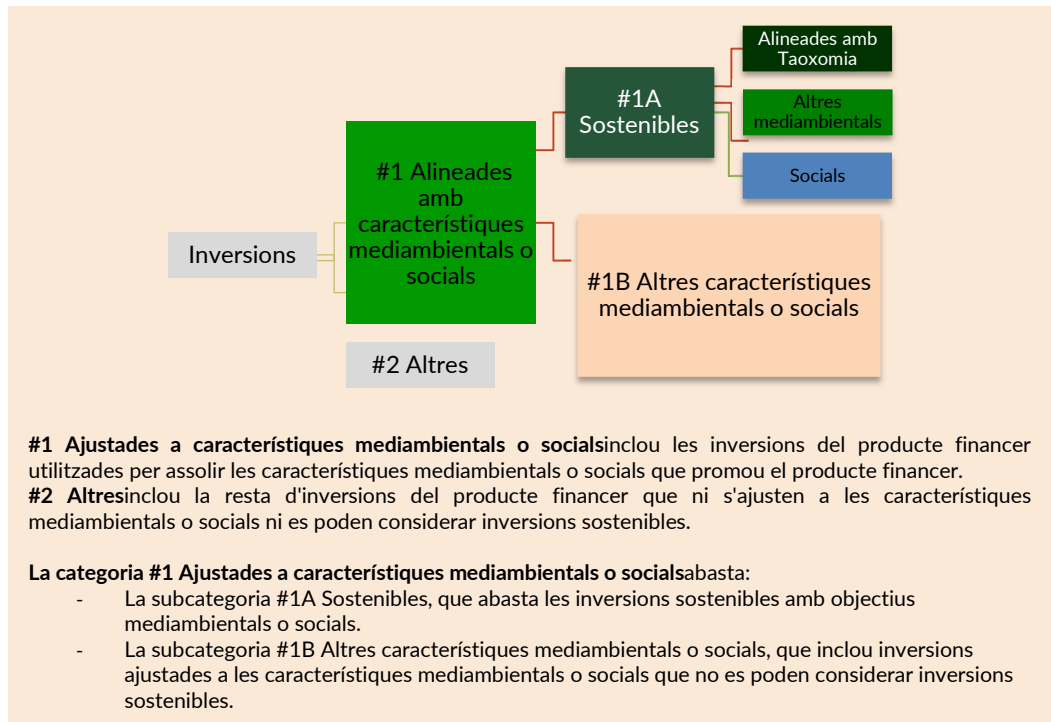 Alineades amb
Taoxomia
#1A
Sostenibles
Altres
mediambientals
Socials
#1 Alineades
amb
característiques
mediambientals o
socials
Inversions
#1B Altres característiques
mediambientals o socials
#2 Altres
#1 Ajustades a característiques mediambientals o socialsinclou les inversions del producte financer
utilitzades per assolir les característiques mediambientals o socials que promou el producte financer.
#2 Altresinclou la resta d'inversions del producte financer que ni s'ajusten a les característiques
mediambientals o socials ni es poden considerar inversions sostenibles.
La categoria #1 Ajustades a característiques mediambientals o socialsabasta:
- La subcategoria #1A Sostenibles, que abasta les inversions sostenibles amb objectius
mediambientals o socials.
- La subcategoria #1B Altres característiques mediambientals o socials, que inclou inversions
ajustades a les característiques mediambientals o socials que no es poden considerar inversions
sostenibles.